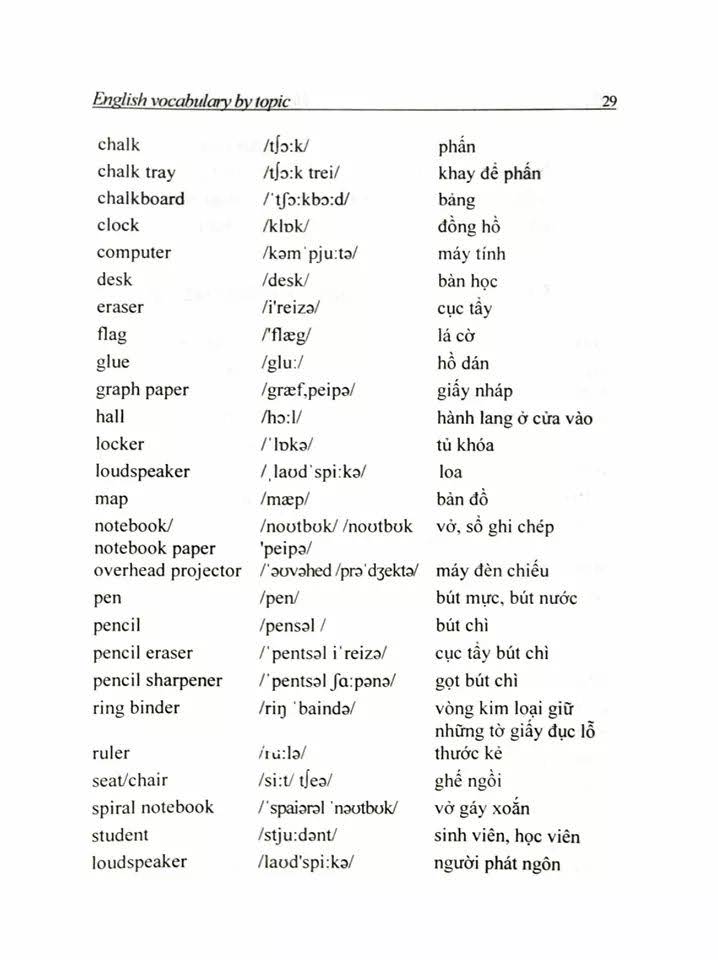 English vocabulary by topic 29
chalk /tʃɔ:k/ phấn
chalk tray /tʃɔ:k trei/ khay để phấn
chalkboard /ˈtʃɔ:kbɔ:d/ bảng
clock /klɒk/ đồng hồ
computer /kəmˈpju:tə/ máy tính
desk /desk/ bàn học
eraser /i'reizə/ cục tẩy
flag /'flæg/ lá cờ
glue /glu:/ hồ dán
graph paper /græf,peipə/ giấy nháp
hall /hɔ:l/ hành lang ở cửa vào
locker /ˈlɒkə/ tủ khóa
loudspeaker /ˌlaʊdˈspi:kə/ loa
map /mæp/ bản đồ
notebook/ /noʊtbʊk/ /noʊtbʊk vở, sổ ghi chép
notebook paper 'peipə/
overhead projector /ˈəʊvəhed /prəˈdʒektə/ máy đèn chiếu
pen /pen/ bút mực, bút nước
pencil /pensəl / bút chì
pencil eraser /ˈpentsəl iˈreizə/ cục tẩy bút chì
pencil sharpener /ˈpentsəl ʃɑ:pənə/ gọt bút chì
ring binder /riŋ ˈbaində/ vòng kim loại giữ
những tờ giấy đục lỗ
ruler /ru:lə/ thước kẻ
seat/chair /si:t/ tʃeə/ ghế ngồi
spiral notebook /ˈspaiərəl ˈnəʊtbʊk/ vở gáy xoắn
student /stju:dənt/ sinh viên, học viên
loudspeaker /laʊd'spi:kə/ người phát ngôn